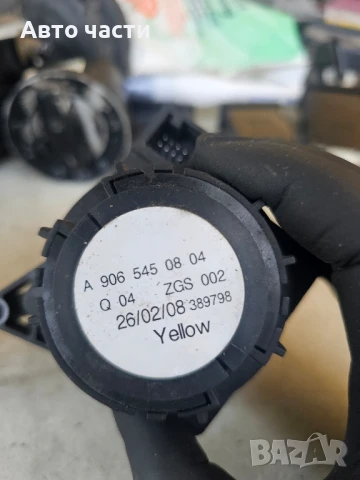 Авто части
A 906 545 08 04
Q 04 ZGS 002
26/02/08 389798
Yellow
BAZAR